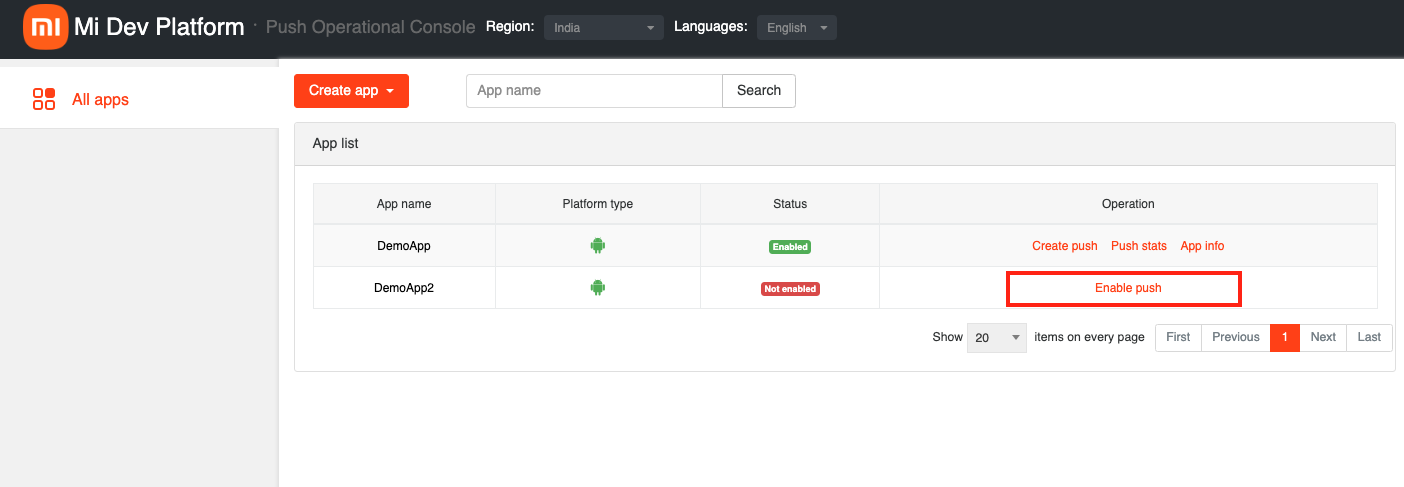 mi Mi Dev Platform · Push Operational Console Region: India Languages: English
All apps
Create app App name Search
App list
App name Platform type Status Operation
DemoApp Enabled Create push Push stats App info
DemoApp2 Not enabled Enable push
Show 20 items on every page First Previous 1 Next Last